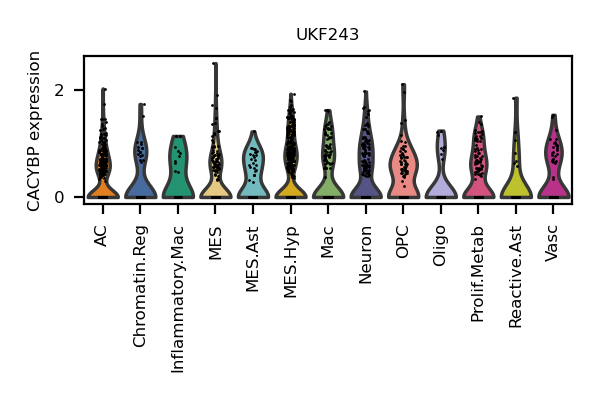 UKF243
CACYBP expression
2
0
AC
Chromatin.Reg
Inflammatory.Mac
MES
MES.Ast
MES.Hyp
Mac
Neuron
OPC
Oligo
Prolif.Metab
Reactive.Ast
Vasc